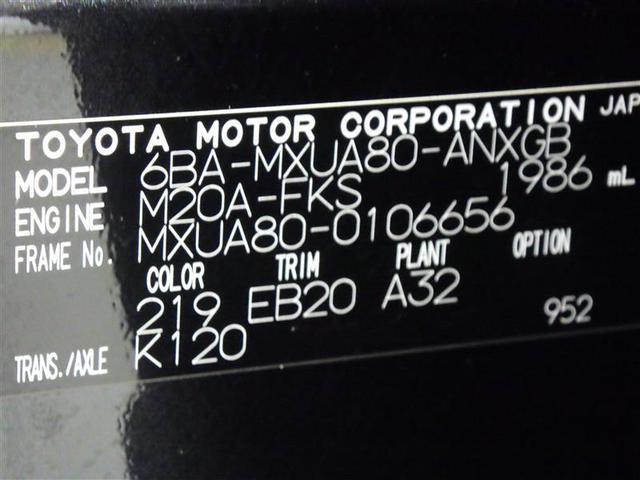 TOYOTA MOTOR CORPORATION JAP
MODEL 6BA-MXUA80-ANXGB
ENGINE M20A-FKS 1986 mL
FRAME No. MXUA80-0106656
COLOR TRIM PLANT OPTION
219 EB20 A32 952
TRANS./AXLE K120